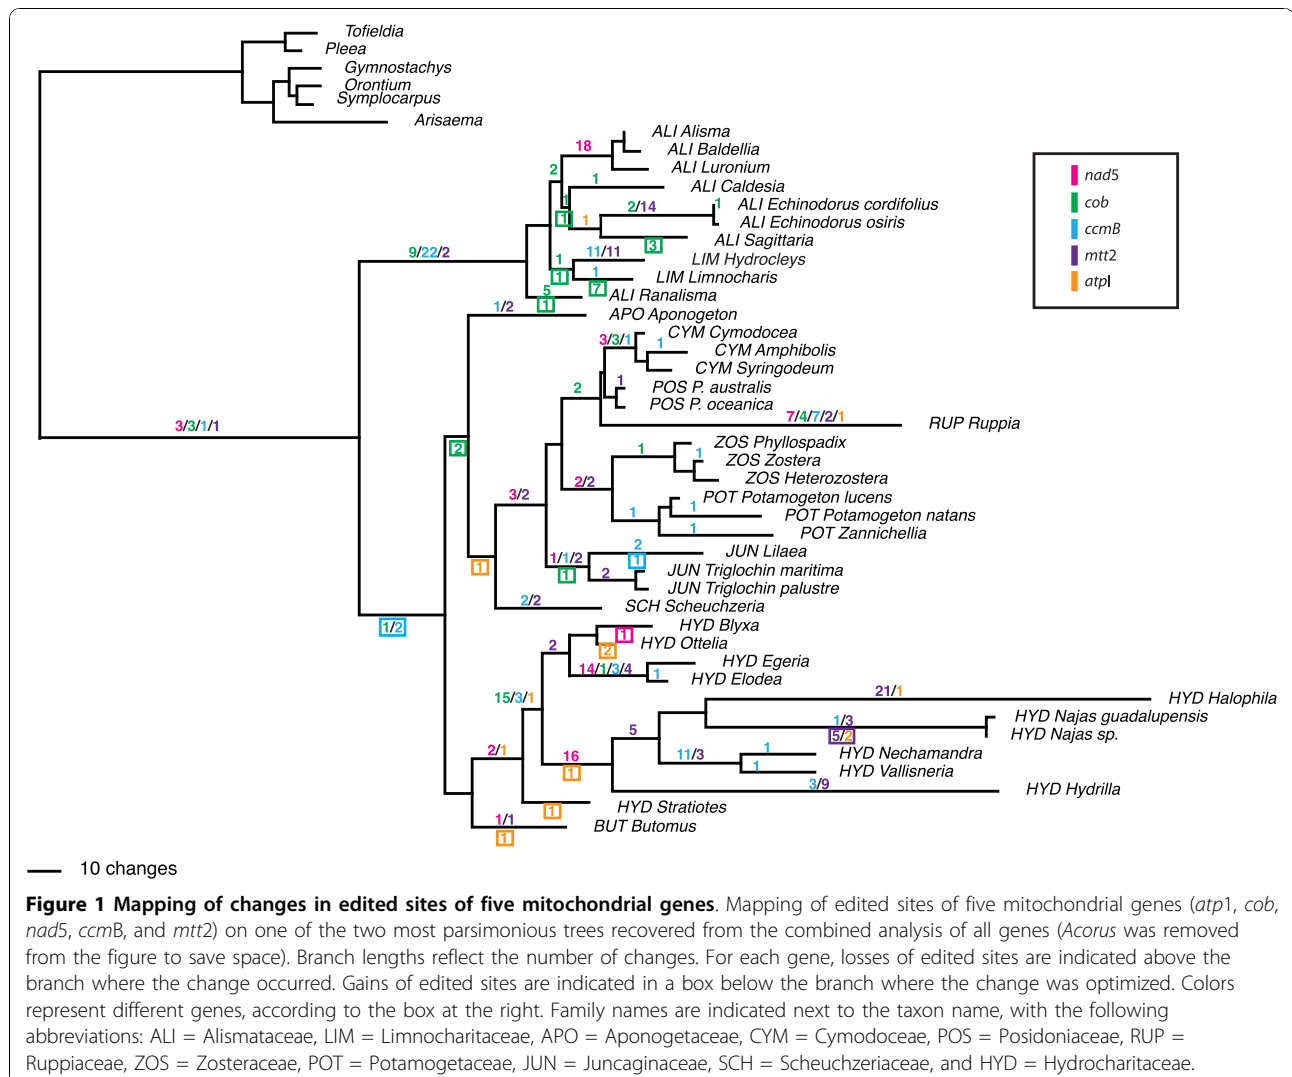 Tofieldia
Pleea
Gymnostachys
Orontium
Symplocarpus
Arisaema
ALI Alisma
18
ALI Baldellia
2
ALI Luronium
1
ALI Caldesia
1
2/14
1
ALI Echinodorus cordifolius
1
1
ALI Echinodorus osiris
ALI Sagittaria
3
9/22/2
1
11/11
LIM Hydrocleys
1
1
LIM Limnocharis
7
5
ALI Ranalisma
1
1/2
APO Aponogeton
CYM Cymodocea
3/3/1
1
CYM Amphibolis
CYM Syringodeum
2
1
POS P. australis
POS P. oceanica
7/4/7/2/1
RUP Ruppia
3/3/1/1
2
1
ZOS Phyllospadix
1
ZOS Zostera
ZOS Heterozostera
2/2
3/2
POT Potamogeton lucens
1
1
POT Potamogeton natans
1
POT Zannichellia
2
JUN Lilaea
1/1/2
1
1
1
2
JUN Triglochin maritima
JUN Triglochin palustre
2/2
SCH Scheuchzeria
1/2
HYD Blyxa
1
2
HYD Ottelia
2
14/1/3/4
HYD Egeria
1
HYD Elodea
15/3/1
21/1
HYD Halophila
5
1/3
HYD Najas guadalupensis
5/2
HYD Najas sp.
2/1
16
1
11/3
1
HYD Nechamandra
1
HYD Vallisneria
3/9
HYD Hydrilla
1
HYD Stratiotes
1/1
BUT Butomus
1
nad5
cob
ccmB
mtt2
atpI
10 changes
Figure 1 Mapping of changes in edited sites of five mitochondrial genes. Mapping of edited sites of five mitochondrial genes (atp1, cob,
nad5, ccmB, and mtt2) on one of the two most parsimonious trees recovered from the combined analysis of all genes (Acorus was removed
from the figure to save space). Branch lengths reflect the number of changes. For each gene, losses of edited sites are indicated above the
branch where the change occurred. Gains of edited sites are indicated in a box below the branch where the change was optimized. Colors
represent different genes, according to the box at the right. Family names are indicated next to the taxon name, with the following
abbreviations: ALI = Alismataceae, LIM = Limnocharitaceae, APO = Aponogetaceae, CYM = Cymodoceae, POS = Posidoniaceae, RUP =
Ruppiaceae, ZOS = Zosteraceae, POT = Potamogetaceae, JUN = Juncaginaceae, SCH = Scheuchzeriaceae, and HYD = Hydrocharitaceae.